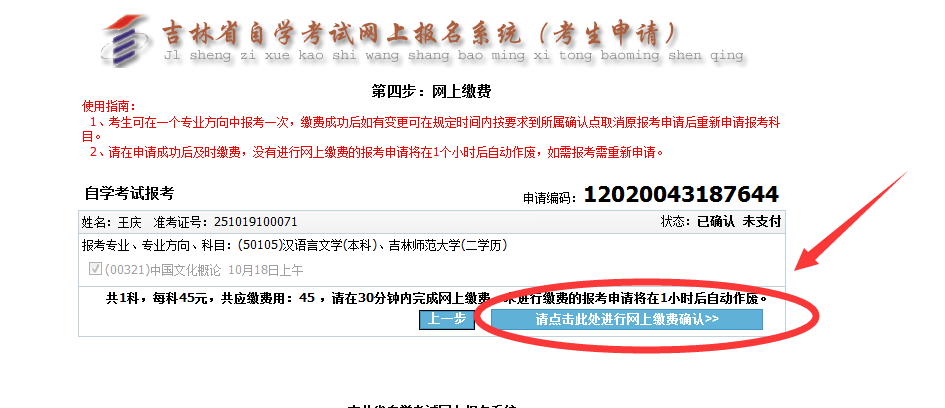 吉林省自学考试网上报名系统（考生申请）
Jl sheng zi xue kao shi wang shang bao ming xi tong baoming shen qing
第四步：网上缴费
使用指南：
1、考生可在一个专业方向中报考一次，缴费成功后如有变更可在规定时间内按要求到所属确认点取消原报考申请后重新申请报考科
目。
2、请在申请成功后及时缴费，没有进行网上缴费的报考申请将在1个小时后自动作废，如需报考需重新申请。
自学考试报考 申请编码：12020043187644
姓名：王庆 准考证号：251019100071 状态：已确认 未支付
报考专业、专业方向、科目：(50105)汉语言文学(本科)、吉林师范大学(二学历)
(00321)中国文化概论 10月18日上午
共1科，每科45元，共应缴费用：45 ，请在30分钟内完成网上缴费，未进行缴费的报考申请将在1小时后自动作废。
上一步 请点击此处进行网上缴费确认>>